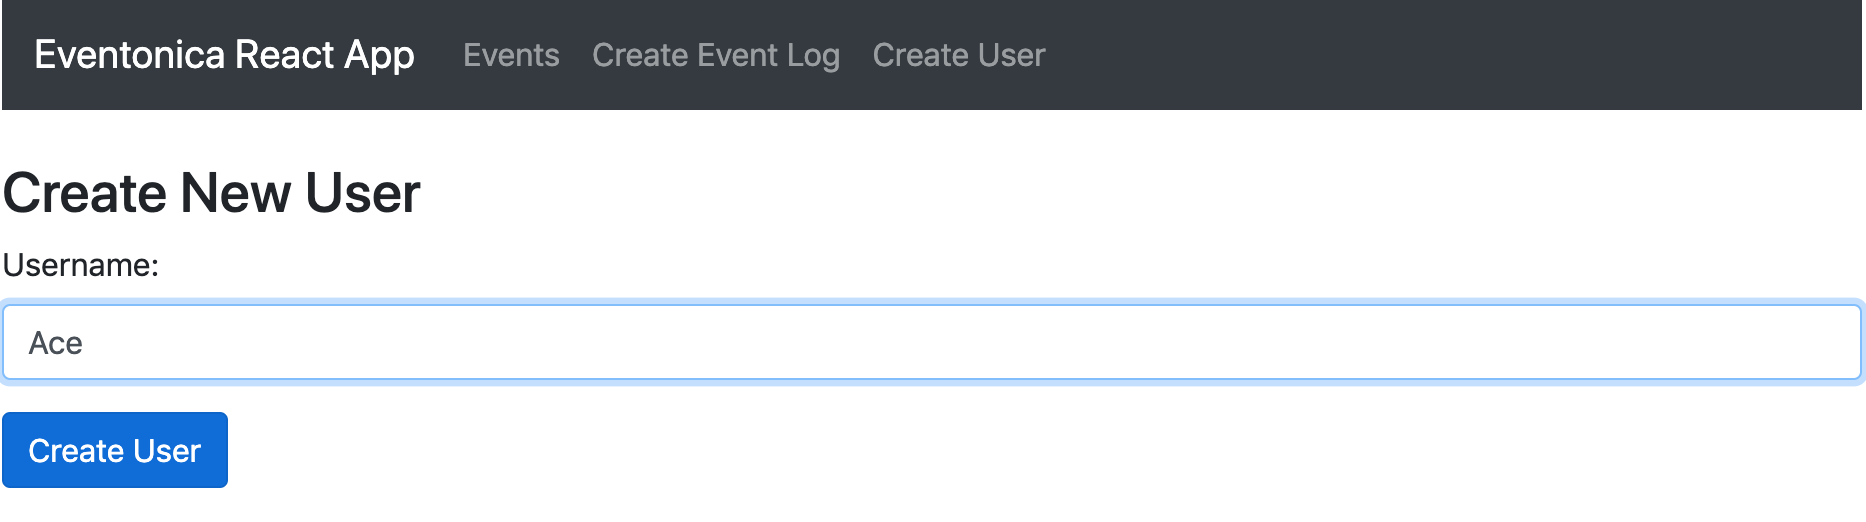 Eventonica React App Events Create Event Log Create User
Create New User
Username:
Ace
Create User